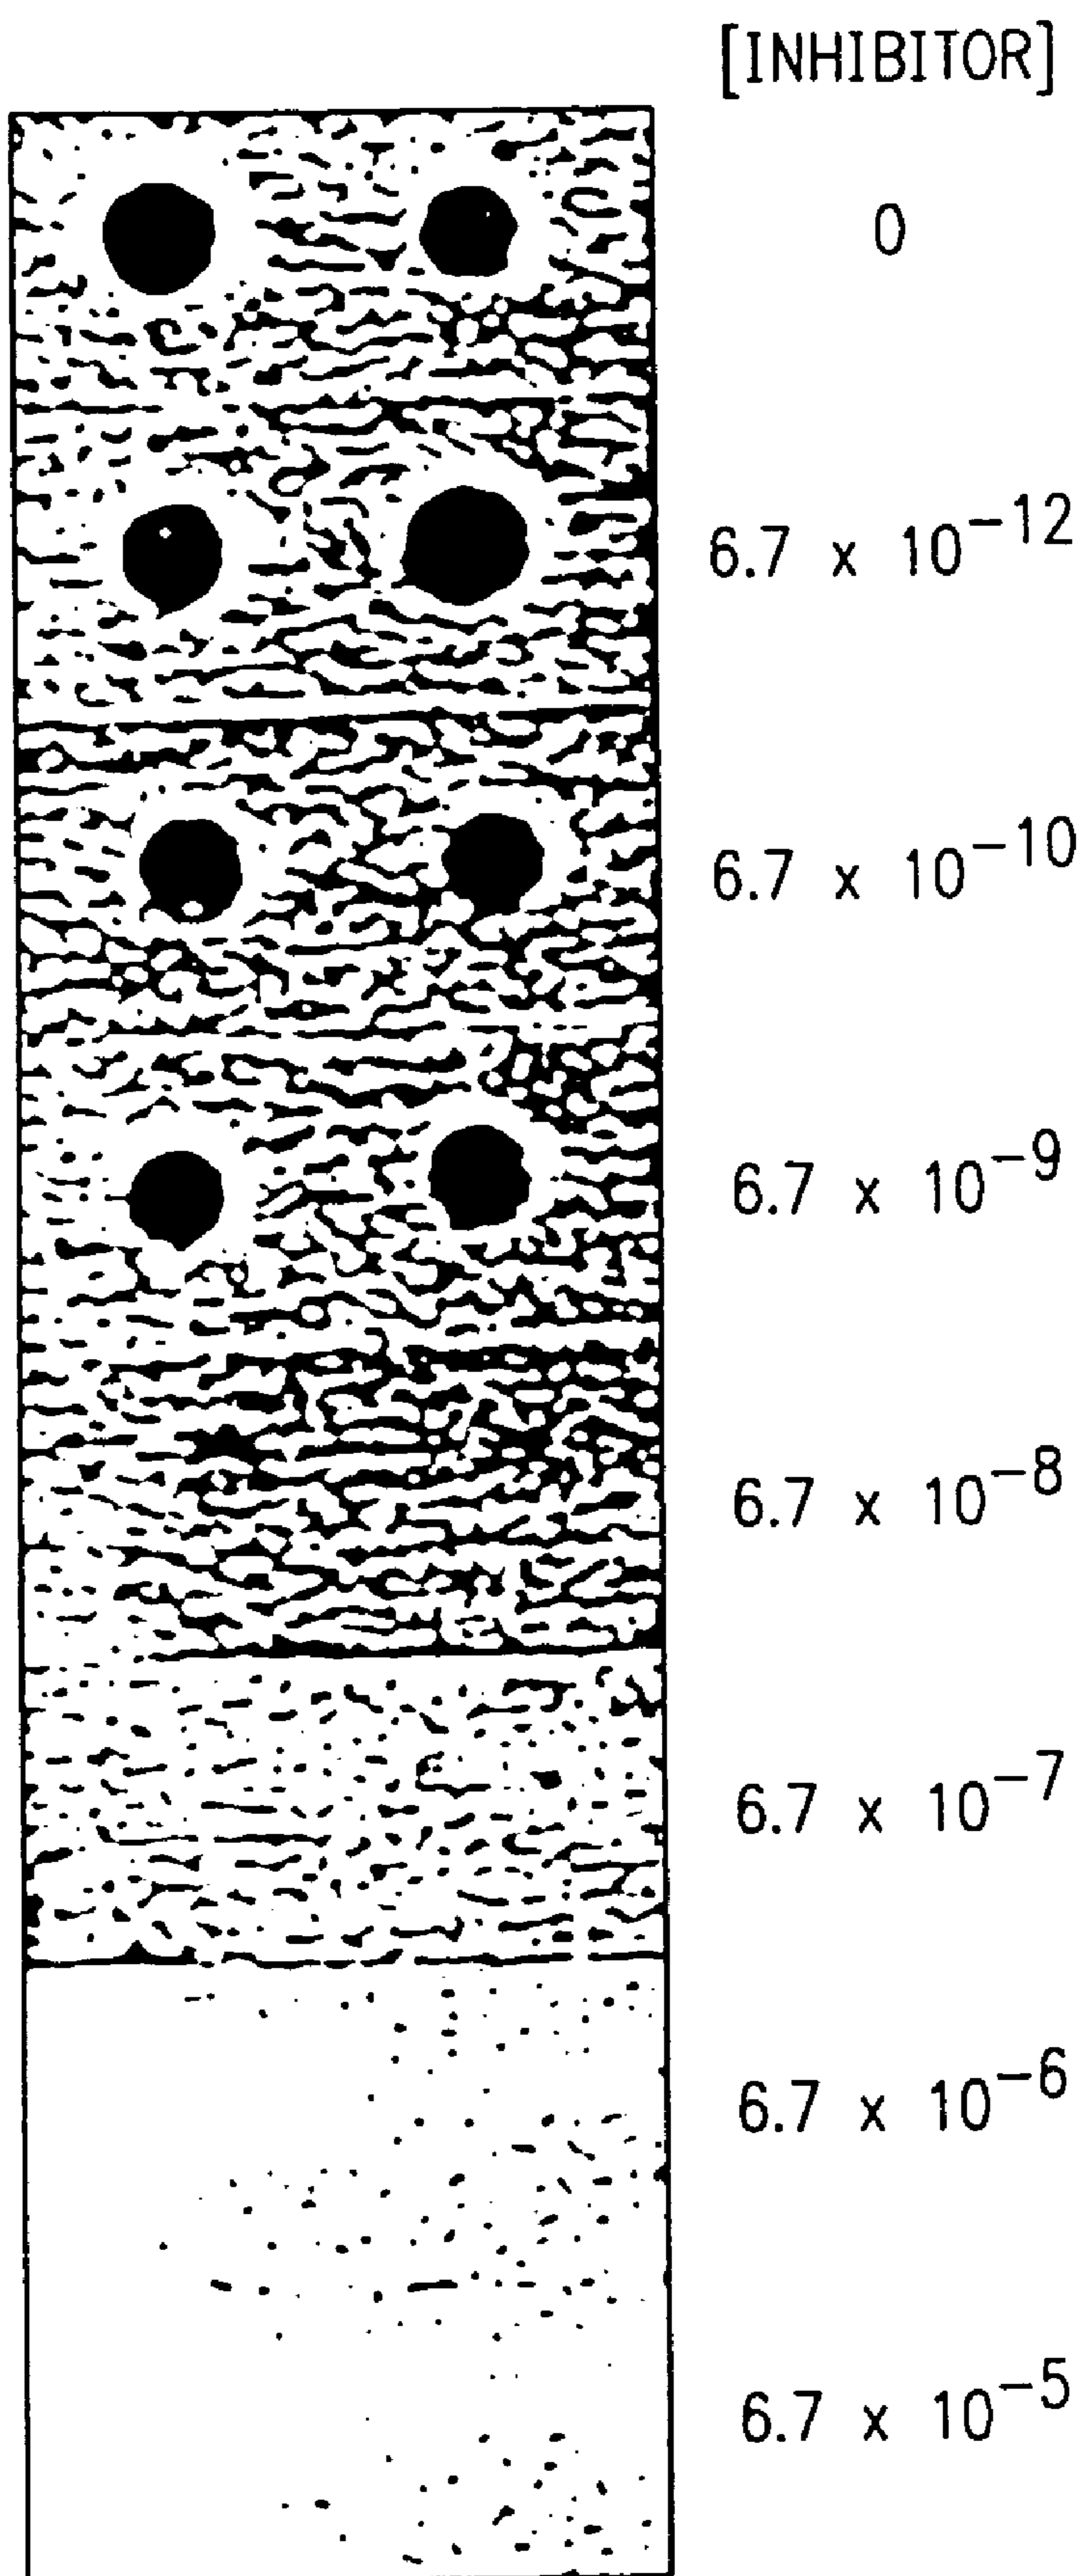 [INHIBITOR]
0
6.7 x 10⁻¹²
6.7 x 10⁻¹⁰
6.7 x 10⁻⁹
6.7 x 10⁻⁸
6.7 x 10⁻⁷
6.7 x 10⁻⁶
6.7 x 10⁻⁵